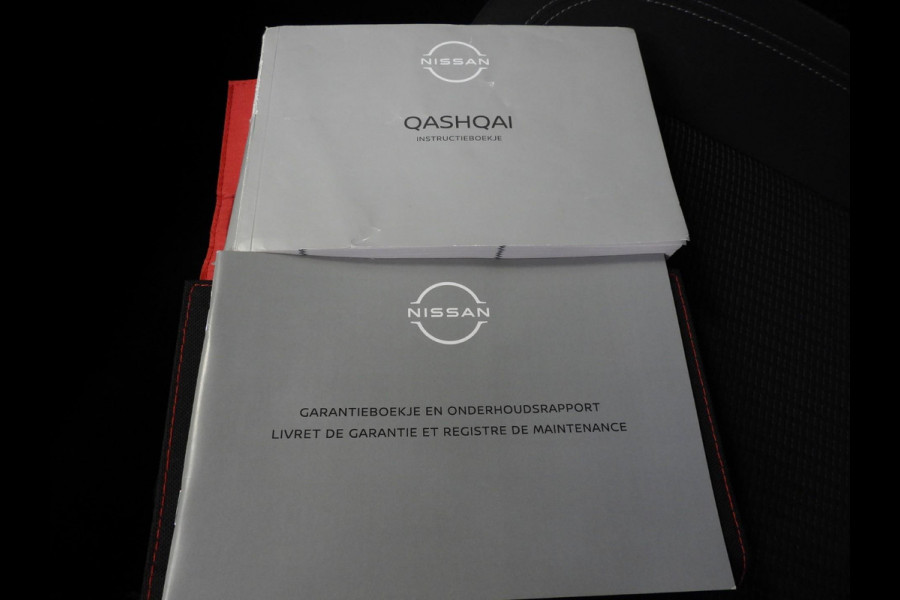 NISSAN
QASHQAI
INSTRUCTIEBOEKJE
NISSAN
GARANTIEBOEKJE EN ONDERHOUDSRAPPORT
LIVRET DE GARANTIE ET REGISTRE DE MAINTENANCE